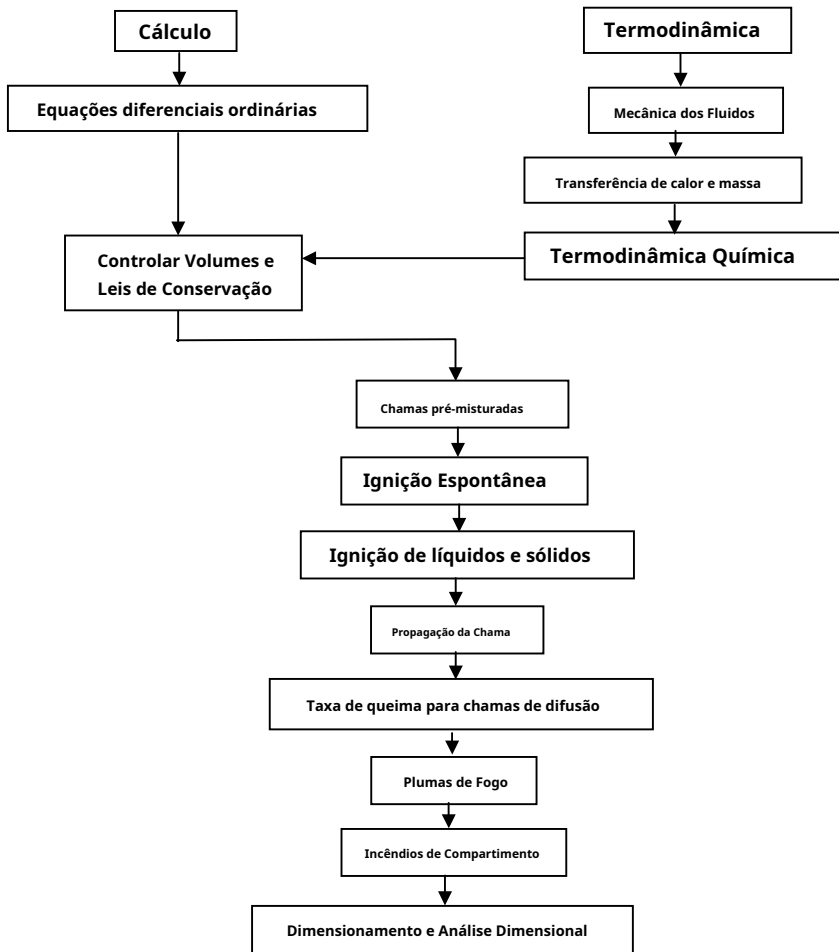 Cálculo
Termodinâmica
Equações diferenciais ordinárias
Mecânica dos Fluidos
Transferência de calor e massa
Controlar Volumes e
Leis de Conservação
Termodinâmica Química
Chamas pré-misturadas
Ignição Espontânea
Ignição de líquidos e sólidos
Propagação da Chama
Taxa de queima para chamas de difusão
Plumas de Fogo
Incêndios de Compartimento
Dimensionamento e Análise Dimensional